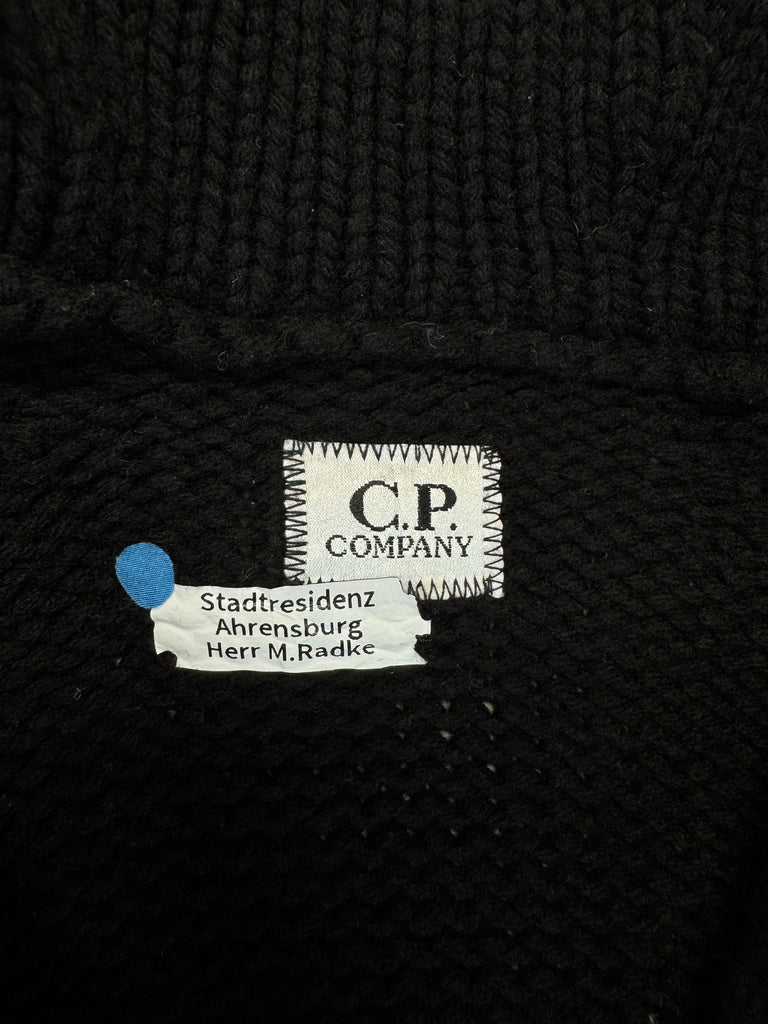 C.P.
COMPANY
Stadtresidenz
Ahrensburg
Herr M.Radke